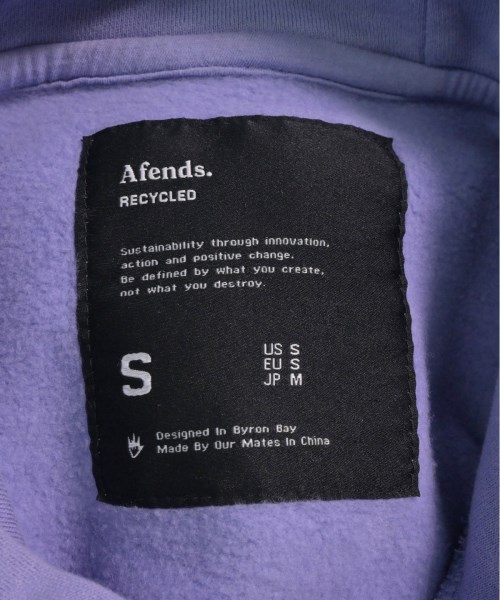 Afends.
RECYCLED
Sustainability through innovation,
action and positive change.
Be defined by what you create,
not what you destroy.
S
US S
EU S
JP M
Designed In Byron Bay
Made By Our Mates In China